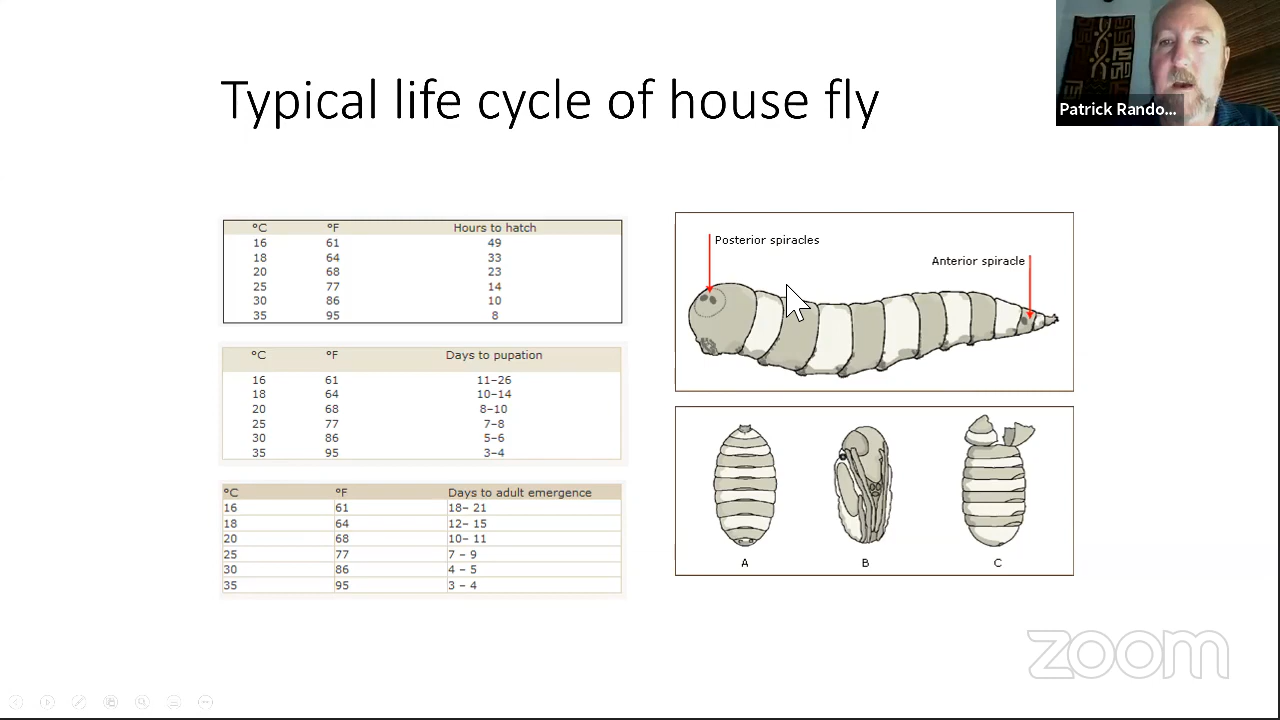 Typical life cycle of house fly
Patrick Rando...
°C °F Hours to hatch
16 61 49
18 64 33
20 68 23
25 77 14
30 86 10
35 95 8
°C °F Days to pupation
16 61 11–26
18 64 10–14
20 68 8–10
25 77 7–8
30 86 5–6
35 95 3–4
°C °F Days to adult emergence
16 61 18– 21
18 64 12– 15
20 68 10– 11
25 77 7 – 9
30 86 4 – 5
35 95 3 – 4
Posterior spiracles
Anterior spiracle
A B C
zoom